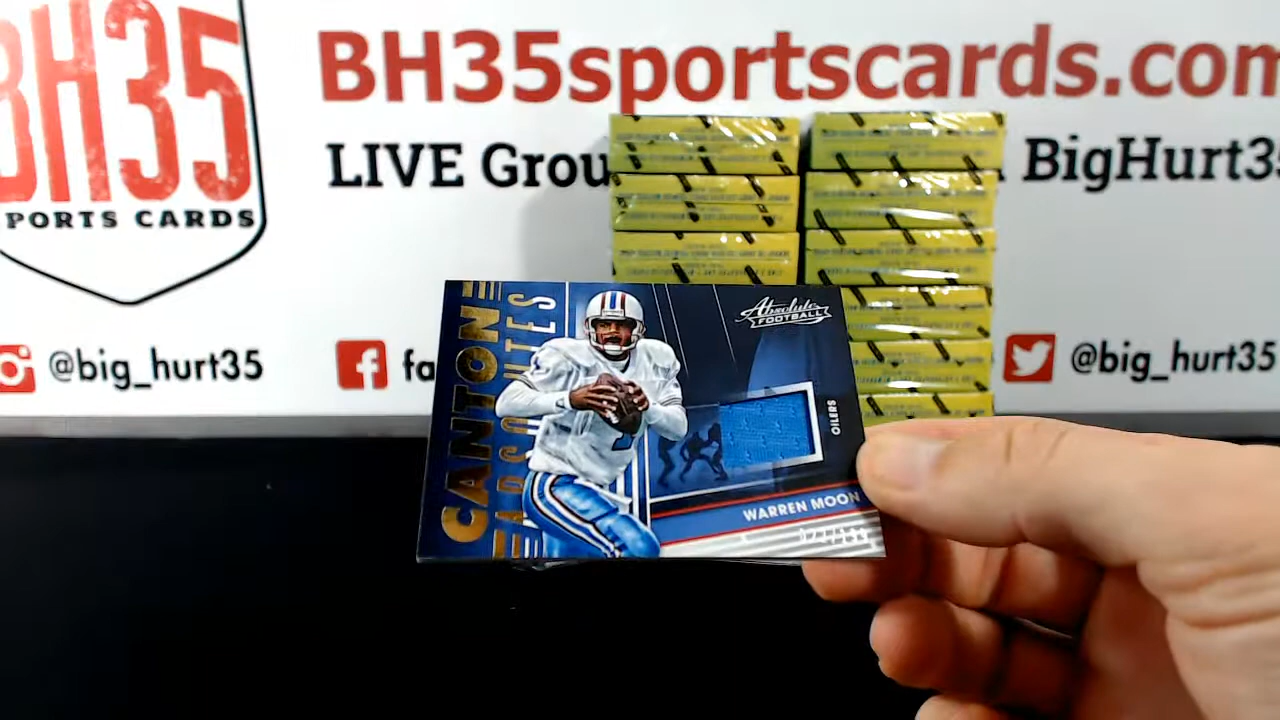 BH35
PORTS CARDS
BH35sportscards.com
LIVE Grou
BigHurt35
@big_hurt35
fa
@big_hurt35
CANTON
Absolute
FOOTBALL
OILERS
WARREN MOON